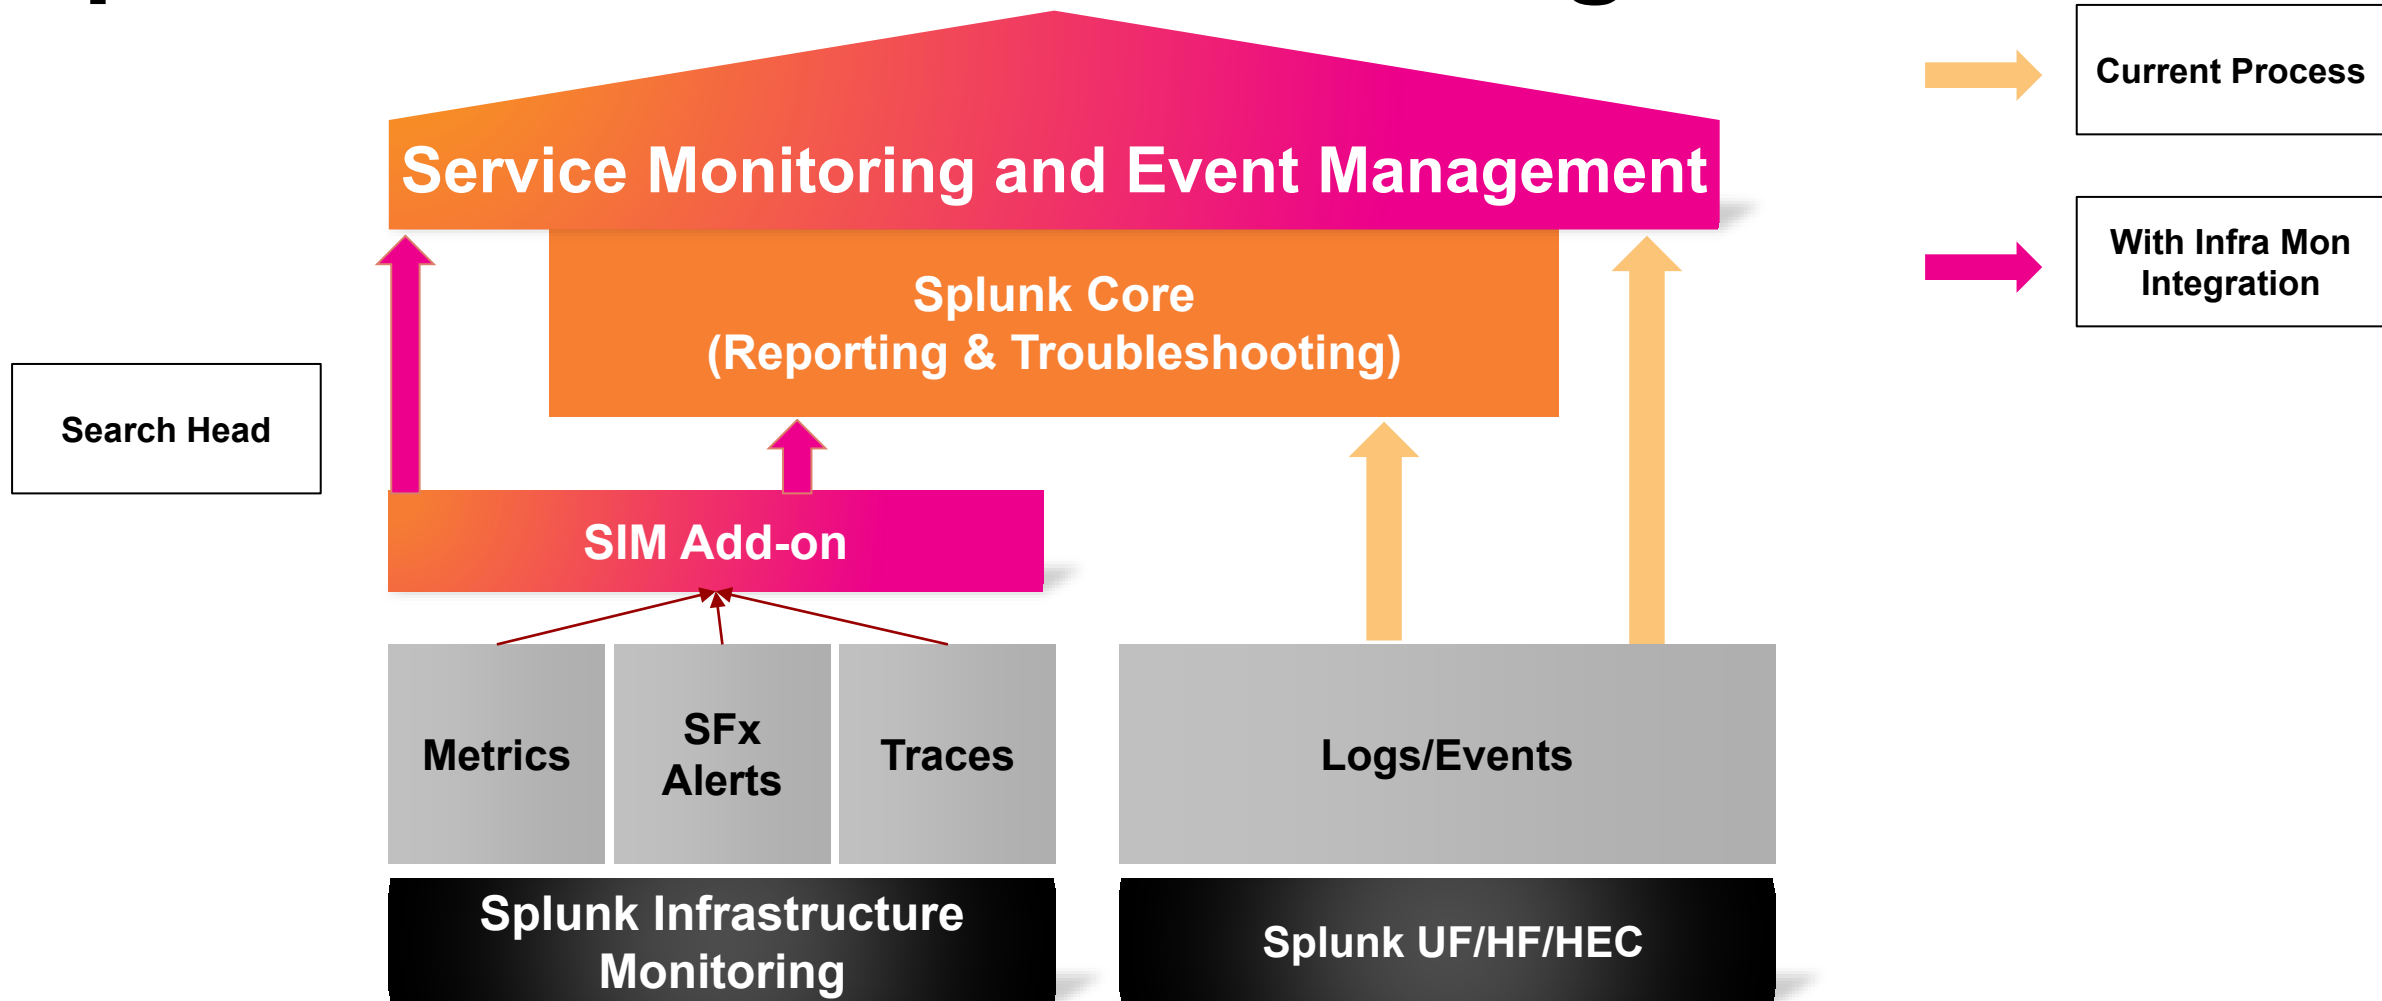 Service Monitoring and Event Management
Current Process
With Infra Mon
Integration
Splunk Core
(Reporting & Troubleshooting)
Search Head
SIM Add-on
Metrics
SFx
Alerts
Traces
Logs/Events
Splunk Infrastructure
Monitoring
Splunk UF/HF/HEC